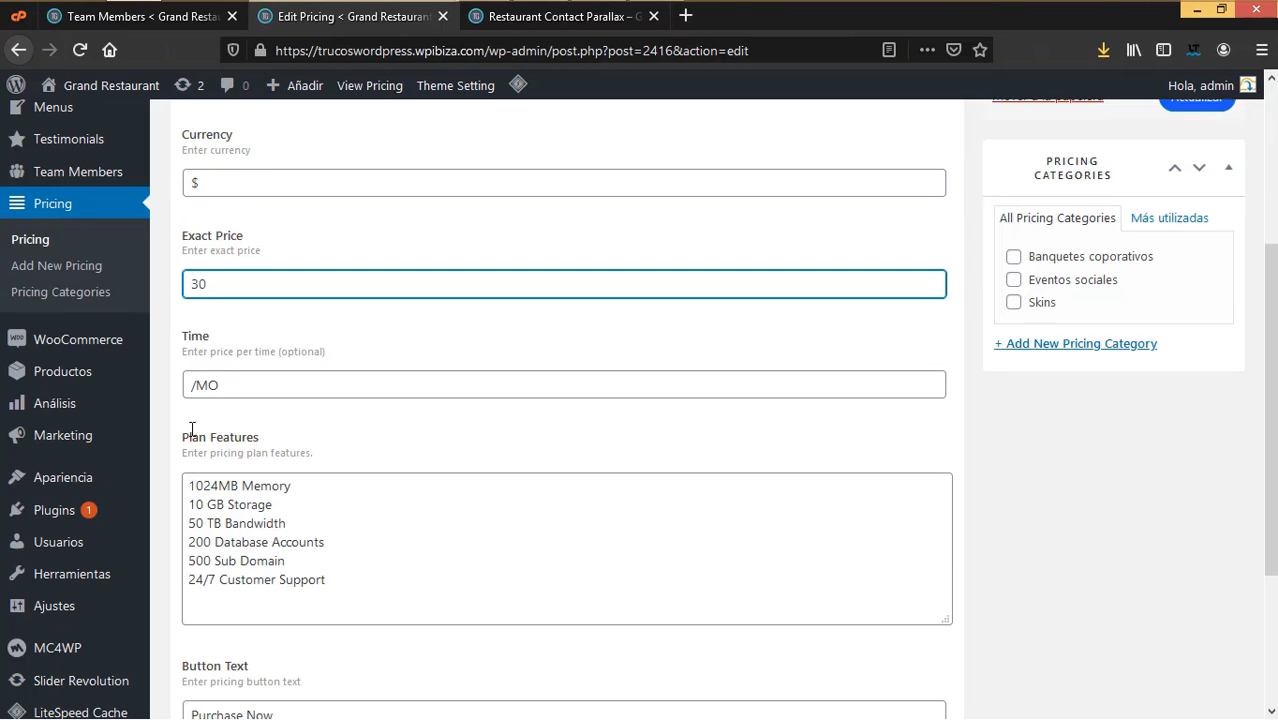 Team Members < Grand Resta
Edit Pricing < Grand Restaurant
Restaurant Contact Parallax – G
https://trucoswordpress.wpibiza.com/wp-admin/post.php?post=2416&action=edit
Grand Restaurant
2
0
Añadir
View Pricing
Theme Setting
Hola, admin
Menus
Testimonials
Team Members
Pricing
Pricing
Add New Pricing
Pricing Categories
WooCommerce
Productos
Análisis
Marketing
Apariencia
Plugins 1
Usuarios
Herramientas
Ajustes
MC4WP
Slider Revolution
LiteSpeed Cache
Currency
Enter currency
$
Exact Price
Enter exact price
30
Time
Enter price per time (optional)
/MO
Plan Features
Enter pricing plan features.
1024MB Memory
10 GB Storage
50 TB Bandwidth
200 Database Accounts
500 Sub Domain
24/7 Customer Support
Button Text
Enter pricing button text
Purchase Now
PRICING
CATEGORIES
All Pricing Categories
Más utilizadas
Banquetes coporativos
Eventos sociales
Skins
+ Add New Pricing Category